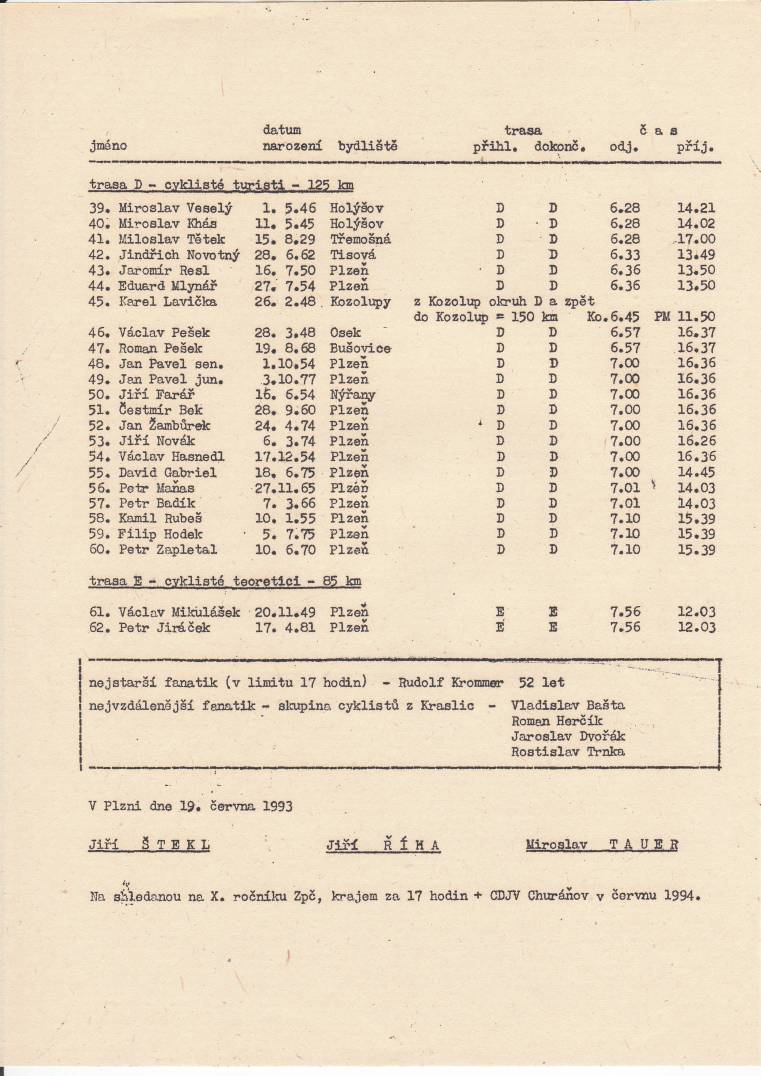 datum trasa č a s
jméno narození bydliště přihl. dokonč. odj. příj.
trasa D - cyklisté turisti - 125 km
39. Miroslav Veselý 1. 5.46 Holýšov D D 6.28 14.21
40. Miroslav Khás 11. 5.45 Holýšov D D 6.28 14.02
41. Miloslav Tětek 15. 8.29 Třemošná D D 6.28 17.00
42. Jindřich Novotný 28. 6.62 Tisová D D 6.33 13.49
43. Jaromír Resl 16. 7.50 Plzeň D D 6.36 13.50
44. Eduard Mlynář 27. 7.54 Plzeň D D 6.36 13.50
45. Karel Lavička 26. 2.48 Kozolupy z Kozolup okruh D a zpět
do Kozolup = 150 km Ko.6.45 PM 11.50
46. Václav Pešek 28. 3.48 Osek D D 6.57 16.37
47. Roman Pešek 19. 8.68 Bušovice D D 6.57 16.37
48. Jan Pavel sen. 1.10.54 Plzeň D D 7.00 16.36
49. Jan Pavel jun. 3.10.77 Plzeň D D 7.00 16.36
50. Jiří Farář 16. 6.54 Nýřany D D 7.00 16.36
51. Čestmír Bek 28. 9.60 Plzeň D D 7.00 16.36
52. Jan Žambůrek 24. 4.74 Plzeň D D 7.00 16.36
53. Jiří Novák 6. 3.74 Plzeň D D 7.00 16.26
54. Václav Hasnedl 17.12.54 Plzeň D D 7.00 16.36
55. David Gabriel 18. 6.75 Plzeň D D 7.00 14.45
56. Petr Maňas 27.11.65 Plzeň D D 7.01 14.03
57. Petr Badík 7. 3.66 Plzeň D D 7.01 14.03
58. Kamil Rubeš 10. 1.55 Plzeň D D 7.10 15.39
59. Filip Hodek 5. 7.75 Plzeň D D 7.10 15.39
60. Petr Zapletal 10. 6.70 Plzeň D D 7.10 15.39
trasa E - cyklisté teoretici - 85 km
61. Václav Mikulášek 20.11.49 Plzeň E E 7.56 12.03
62. Petr Jiráček 17. 4.81 Plzeň E E 7.56 12.03
nejstarší fanatik (v limitu 17 hodin) - Rudolf Krommer 52 let
nejvzdálenější fanatik - skupina cyklistů z Kraslic - Vladislav Bašta
Roman Herčík
Jaroslav Dvořák
Rostislav Trnka
V Plzni dne 19. června 1993
Jiří Š T E K L Jiří Ř Í H A Miroslav T A U E R
Na shledanou na X. ročníku Zpč, krajem za 17 hodin + CDJV Churáňov v červnu 1994.